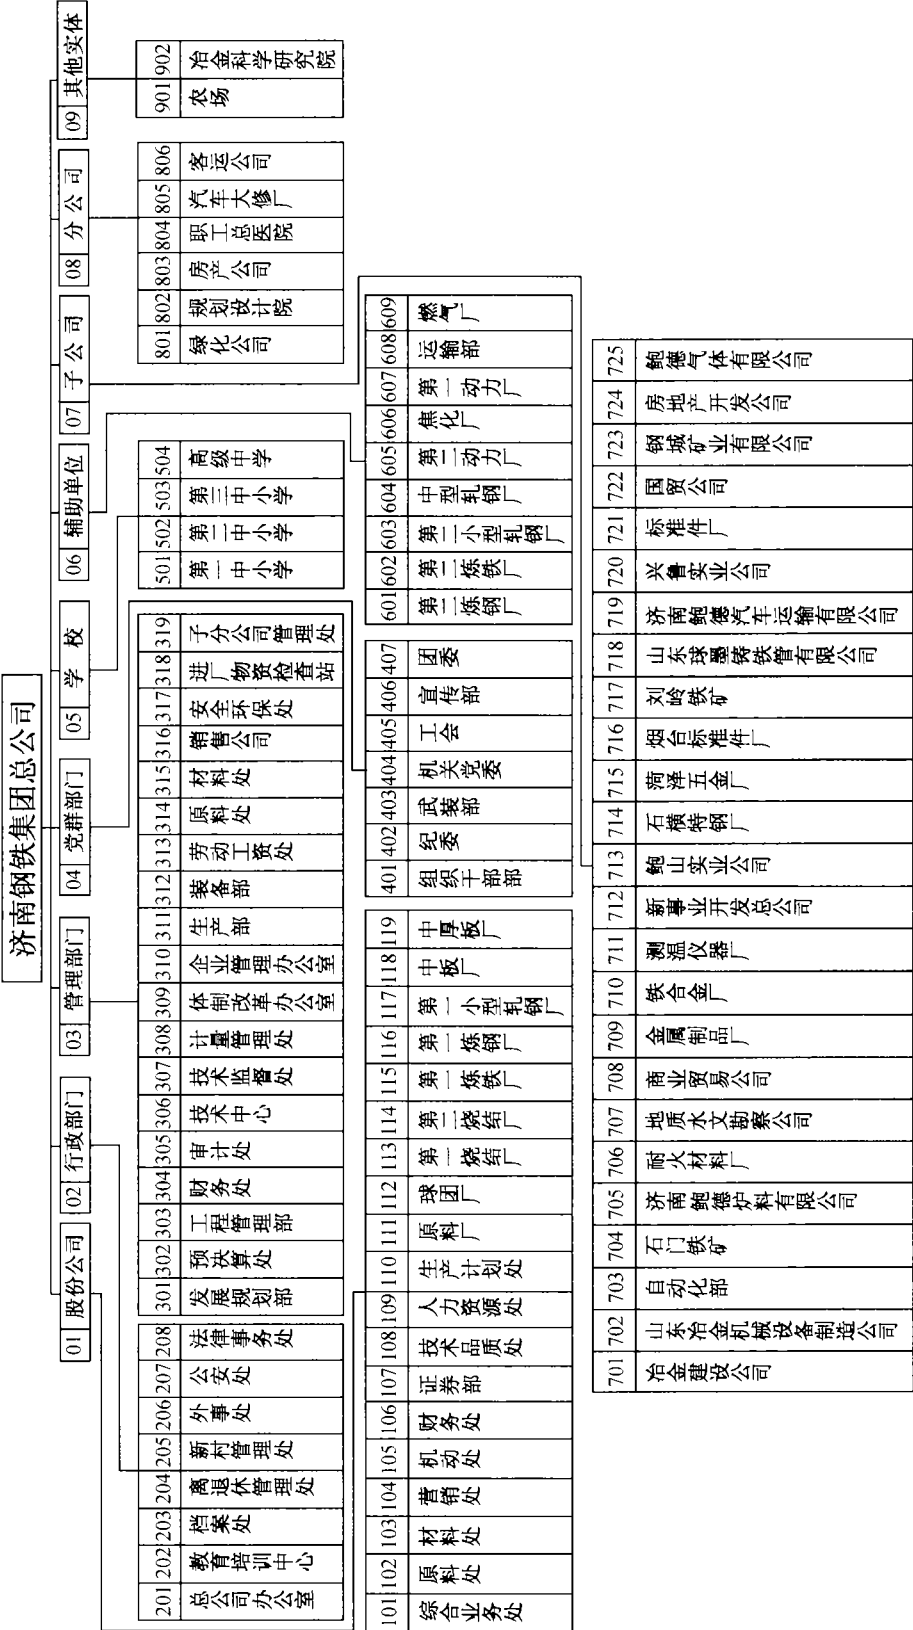 济南钢铁集团总公司
01 股份公司
02 行政部门
03 管理部门
04 党群部门
05 学校
06 辅助单位
07 子公司
08 分公司
09 其他实体
201 总公司办公室
202 教育培训中心
203 档案处
204 离退休管理处
205 新村管理处
206 外事处
207 公安处
208 法律事务处
301 发展规划部
302 预决算处
303 工程管理部
304 财务处
305 审计处
306 技术中心
307 技术监督处
308 计量管理处
309 体制改革办公室
310 企业管理办公室
311 生产部
312 装备部
313 劳动工资处
314 原料处
315 材料处
316 销售公司
317 安全环保处
318 进厂物资检查站
319 子分公司管理处
501 第一中小学
502 第二中小学
503 第三中小学
504 高级中学
801 绿化公司
802 规划设计院
803 房产公司
804 职工总医院
805 汽车大修厂
806 客运公司
901 农场
902 冶金科学研究院
101 综合业务处
102 原料处
103 材料处
104 营销处
105 机动处
106 财务处
107 证券部
108 技术品质处
109 人力资源处
110 生产计划处
111 原料厂
112 球团厂
113 第一烧结厂
114 第二烧结厂
115 第一炼铁厂
116 第一炼钢厂
117 第一小型轧钢厂
118 中板厂
119 中厚板厂
401 组织干部部
402 纪委
403 武装部
404 机关党委
405 工会
406 宣传部
407 团委
601 第二炼钢厂
602 第二炼铁厂
603 第二小型轧钢厂
604 中型轧钢厂
605 第二动力厂
606 焦化厂
607 第一动力厂
608 运输部
609 燃气厂
701 冶金建设公司
702 山东冶金机械设备制造公司
703 自动化部
704 石门铁矿
705 济南鲍德炉料有限公司
706 耐火材料厂
707 地质水文勘察公司
708 商业贸易公司
709 金属制品厂
710 铁合金厂
711 测温仪器厂
712 新事业开发总公司
713 鲍山实业公司
714 石横特钢厂
715 菏泽五金厂
716 烟台标准件厂
717 刘岭铁矿
718 山东球墨铸铁管有限公司
719 济南鲍德汽车运输有限公司
720 兴鲁实业公司
721 标准件厂
722 国贸公司
723 钢城矿业有限公司
724 房地产开发公司
725 鲍德气体有限公司